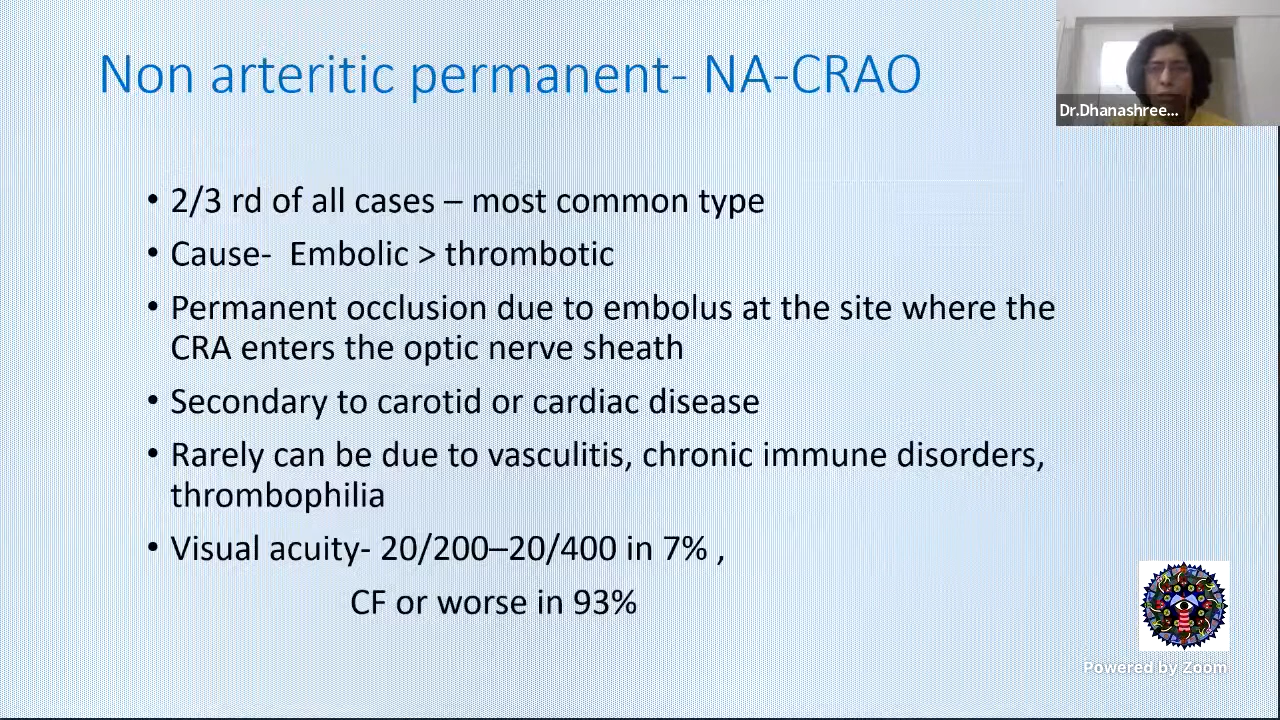 Non arteritic permanent- NA-CRAO
Dr.Dhanashree...
• 2/3 rd of all cases – most common type
• Cause- Embolic > thrombotic
• Permanent occlusion due to embolus at the site where the
CRA enters the optic nerve sheath
• Secondary to carotid or cardiac disease
• Rarely can be due to vasculitis, chronic immune disorders,
thrombophilia
• Visual acuity- 20/200–20/400 in 7% ,
CF or worse in 93%
Powered by Zoom